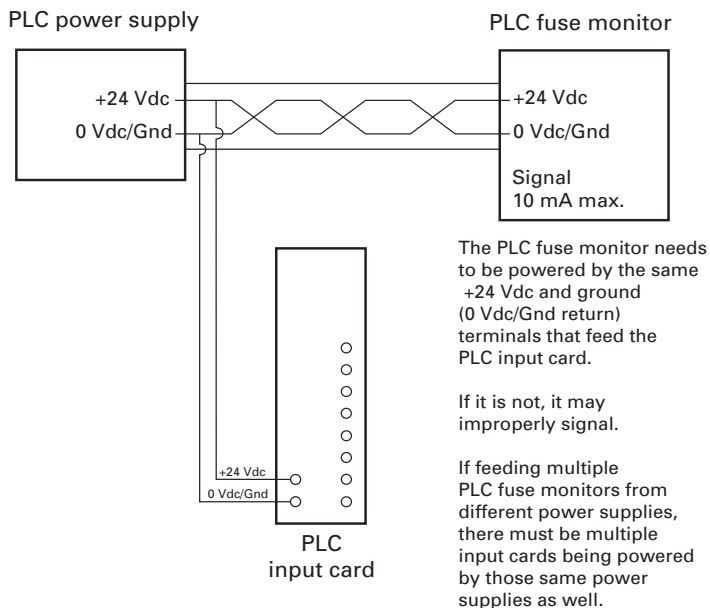 PLC power supply
PLC fuse monitor
+24 Vdc
0 Vdc/Gnd
+24 Vdc
0 Vdc/Gnd
Signal
10 mA max.
The PLC fuse monitor needs
to be powered by the same
+24 Vdc and ground
(0 Vdc/Gnd return)
terminals that feed the
PLC input card.
If it is not, it may
improperly signal.
If feeding multiple
PLC fuse monitors from
different power supplies,
there must be multiple
input cards being powered
by those same power
supplies as well.
+24 Vdc
0 Vdc/Gnd
PLC
input card